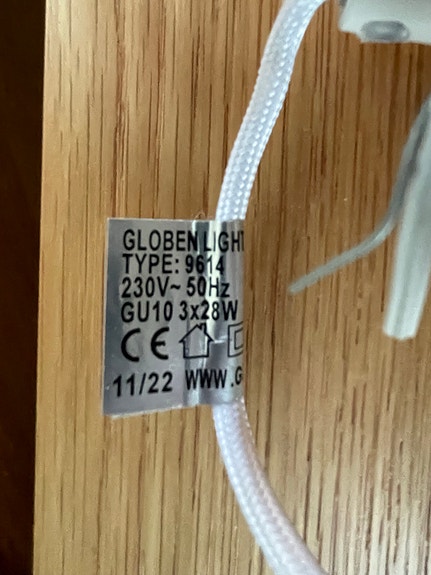 GLOBEN LIGHT
TYPE: 9614
230V~ 50Hz
GU10 3x28W
CE
11/22 WWW.G